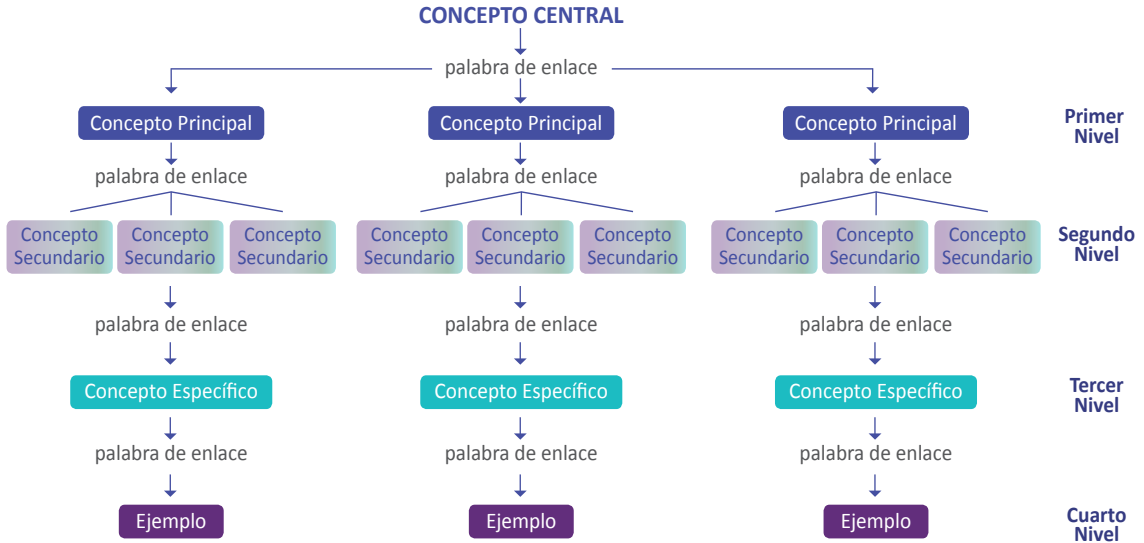 CONCEPTO CENTRAL
palabra de enlace
Concepto Principal
Concepto Principal
Concepto Principal
Primer
Nivel
palabra de enlace
palabra de enlace
palabra de enlace
Concepto
Secundario
Concepto
Secundario
Concepto
Secundario
Concepto
Secundario
Concepto
Secundario
Concepto
Secundario
Concepto
Secundario
Concepto
Secundario
Concepto
Secundario
Segundo
Nivel
palabra de enlace
palabra de enlace
palabra de enlace
Concepto Específico
Concepto Específico
Concepto Específico
Tercer
Nivel
palabra de enlace
palabra de enlace
palabra de enlace
Ejemplo
Ejemplo
Ejemplo
Cuarto
Nivel